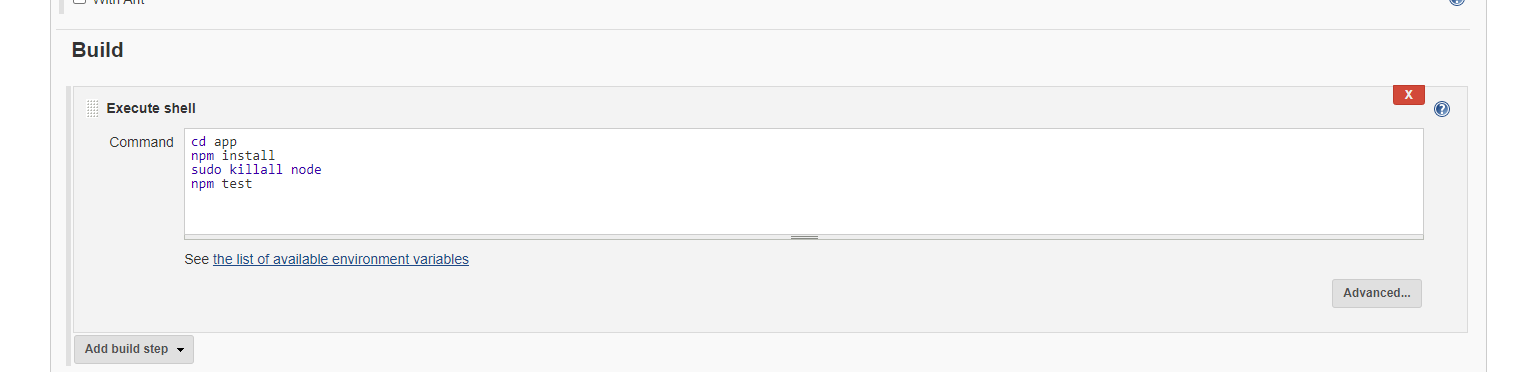 With Ant
Build
Execute shell
X
Command
cd app
npm install
sudo killall node
npm test
See the list of available environment variables
Advanced...
Add build step